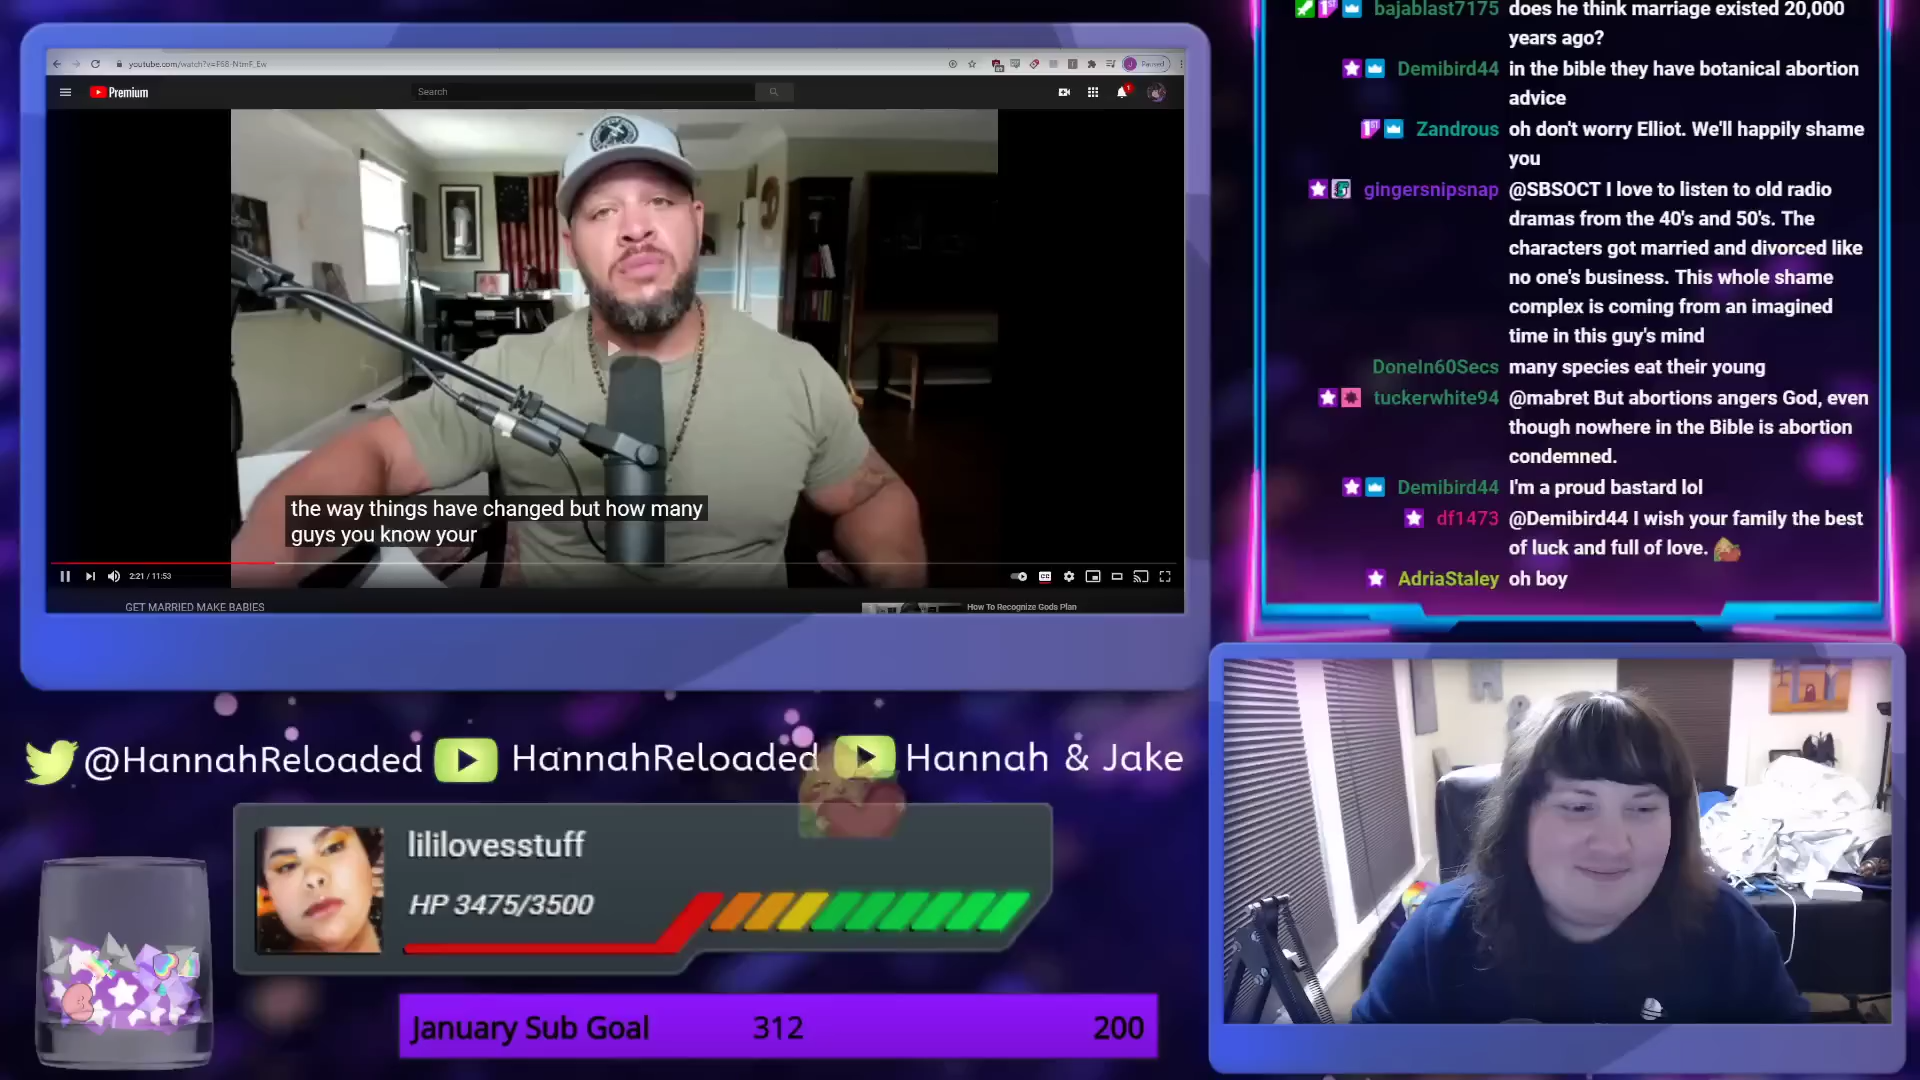 youtube.com/watch?v=F68-NtmF_Ew
Paused
Premium
Search
1
the way things have changed but how many
guys you know your
2:21 / 11:53
GET MARRIED MAKE BABIES
How To Recognize Gods Plan
bajablast7175 does he think marriage existed 20,000
years ago?
Demibird44 in the bible they have botanical abortion
advice
Zandrous oh don't worry Elliot. We'll happily shame
you
gingersnipsnap @SBSOCT I love to listen to old radio
dramas from the 40's and 50's. The
characters got married and divorced like
no one's business. This whole shame
complex is coming from an imagined
time in this guy's mind
DoneIn60Secs many species eat their young
tuckerwhite94 @mabret But abortions angers God, even
though nowhere in the Bible is abortion
condemned.
Demibird44 I'm a proud bastard lol
df1473 @Demibird44 I wish your family the best
of luck and full of love.
AdriaStaley oh boy
@HannahReloaded HannahReloaded Hannah & Jake
lililovesstuff
HP 3475/3500
January Sub Goal 312 200